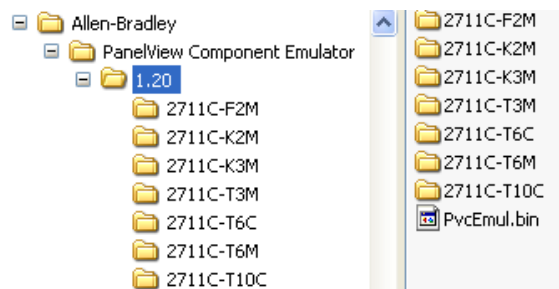 Allen-Bradley
PanelView Component Emulator
1.20
2711C-F2M
2711C-K2M
2711C-K3M
2711C-T3M
2711C-T6C
2711C-T6M
2711C-T10C
2711C-F2M
2711C-K2M
2711C-K3M
2711C-T3M
2711C-T6C
2711C-T6M
2711C-T10C
PvcEmul.bin